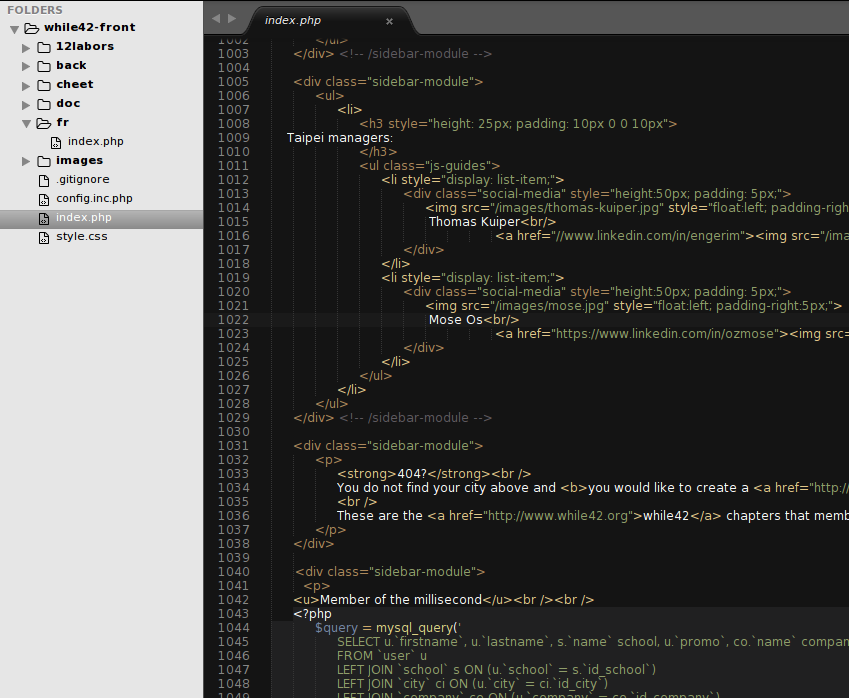 FOLDERS
while42-front
12labors
back
cheet
doc
fr
index.php
images
.gitignore
config.inc.php
index.php
style.css
index.php ×
1002 </ul>
1003 </div> <!-- /sidebar-module -->
1004
1005 <div class="sidebar-module">
1006 <ul>
1007 <li>
1008 <h3 style="height: 25px; padding: 10px 0 0 10px">
1009 Taipei managers:
1010 </h3>
1011 <ul class="js-guides">
1012 <li style="display: list-item;">
1013 <div class="social-media" style="height:50px; padding: 5px;">
1014 <img src="/images/thomas-kuiper.jpg" style="float:left; padding-righ
1015 Thomas Kuiper<br/>
1016 <a href="//www.linkedin.com/in/engerim"><img src="/ima
1017 </div>
1018 </li>
1019 <li style="display: list-item;">
1020 <div class="social-media" style="height:50px; padding: 5px;">
1021 <img src="/images/mose.jpg" style="float:left; padding-right:5px;">
1022 Mose Os<br/>
1023 <a href="https://www.linkedin.com/in/ozmose"><img src=
1024 </div>
1025 </li>
1026 </ul>
1027 </li>
1028 </ul>
1029 </div> <!-- /sidebar-module -->
1030
1031 <div class="sidebar-module">
1032 <p>
1033 <strong>404?</strong><br />
1034 You do not find your city above and <b>you would like to create a <a href="http:/
1035 <br />
1036 These are the <a href="http://www.while42.org">while42</a> chapters that memb
1037 </p>
1038 </div>
1039
1040 <div class="sidebar-module">
1041 <p>
1042 <u>Member of the millisecond</u><br /><br />
1043 <?php
1044 $query = mysql_query('
1045 SELECT u.`firstname`, u.`lastname`, s.`name` school, u.`promo`, co.`name` compan
1046 FROM `user` u
1047 LEFT JOIN `school` s ON (u.`school` = s.`id_school`)
1048 LEFT JOIN `city` ci ON (u.`city` = ci.`id_city`)
1049 LEFT JOIN `company` co ON (u.`company` = co.`id_company`)